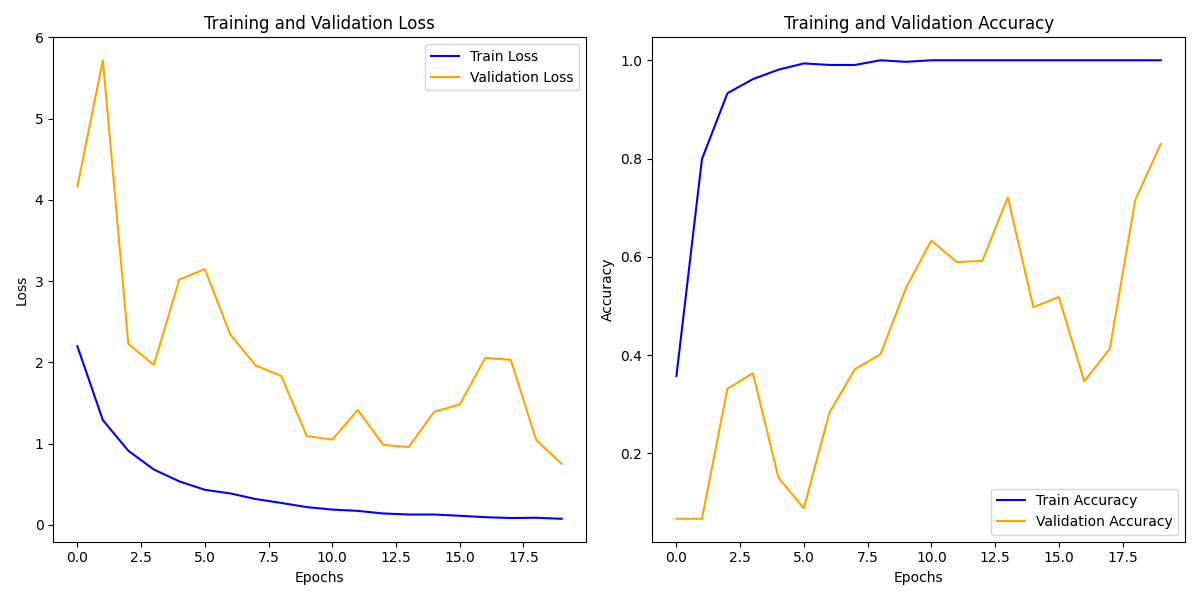 Training and Validation Loss
Train Loss
Validation Loss
6
5
4
3
2
1
0
Loss
0.0 2.5 5.0 7.5 10.0 12.5 15.0 17.5
Epochs
Training and Validation Accuracy
1.0
0.8
0.6
0.4
0.2
Accuracy
Train Accuracy
Validation Accuracy
0.0 2.5 5.0 7.5 10.0 12.5 15.0 17.5
Epochs